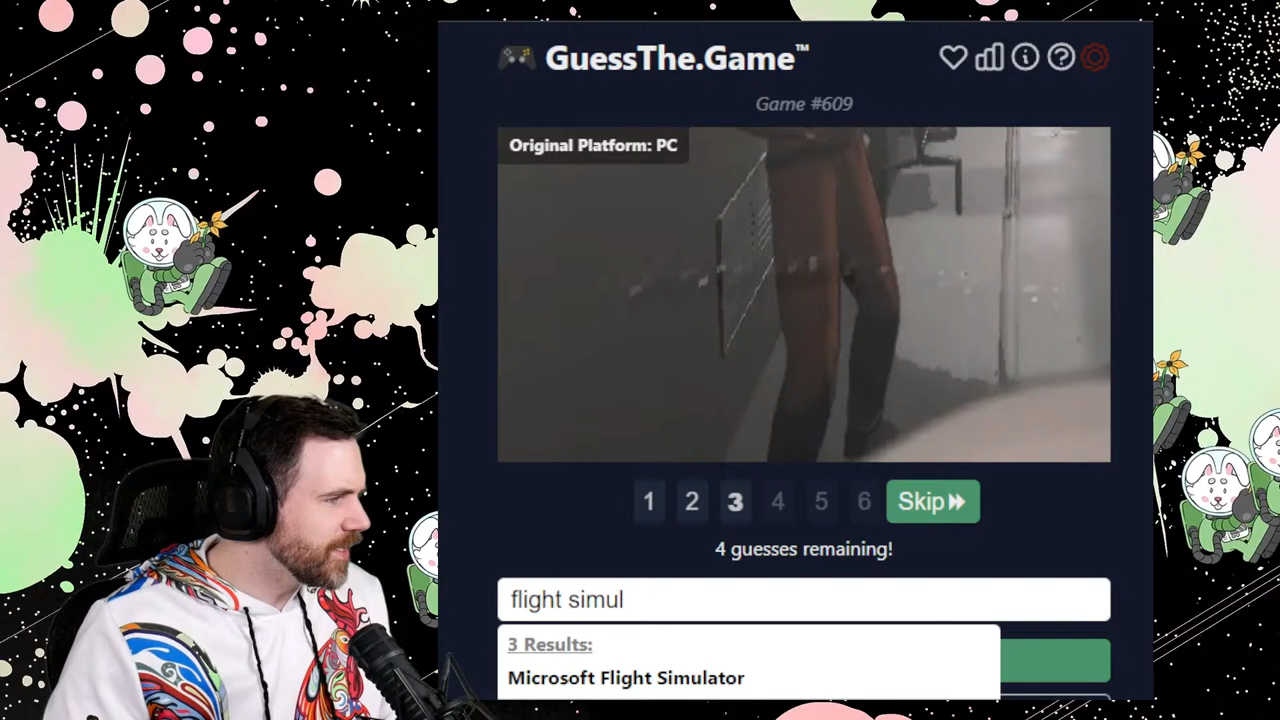 GuessThe.Game™
Game #609
Original Platform: PC
1 2 3 4 5 6 Skip
4 guesses remaining!
flight simul
3 Results:
Microsoft Flight Simulator